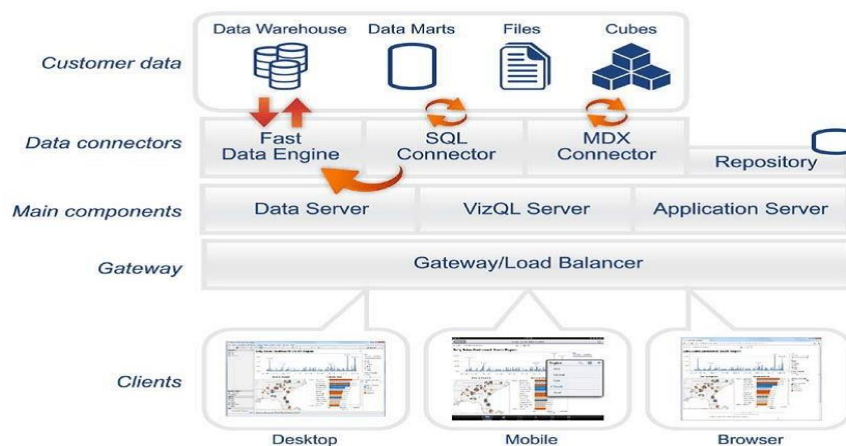 Data Warehouse Data Marts Files Cubes
Customer data
Data connectors
Fast
Data Engine
SQL
Connector
MDX
Connector
Repository
Main components
Data Server VizQL Server Application Server
Gateway
Gateway/Load Balancer
Clients
Desktop Mobile Browser